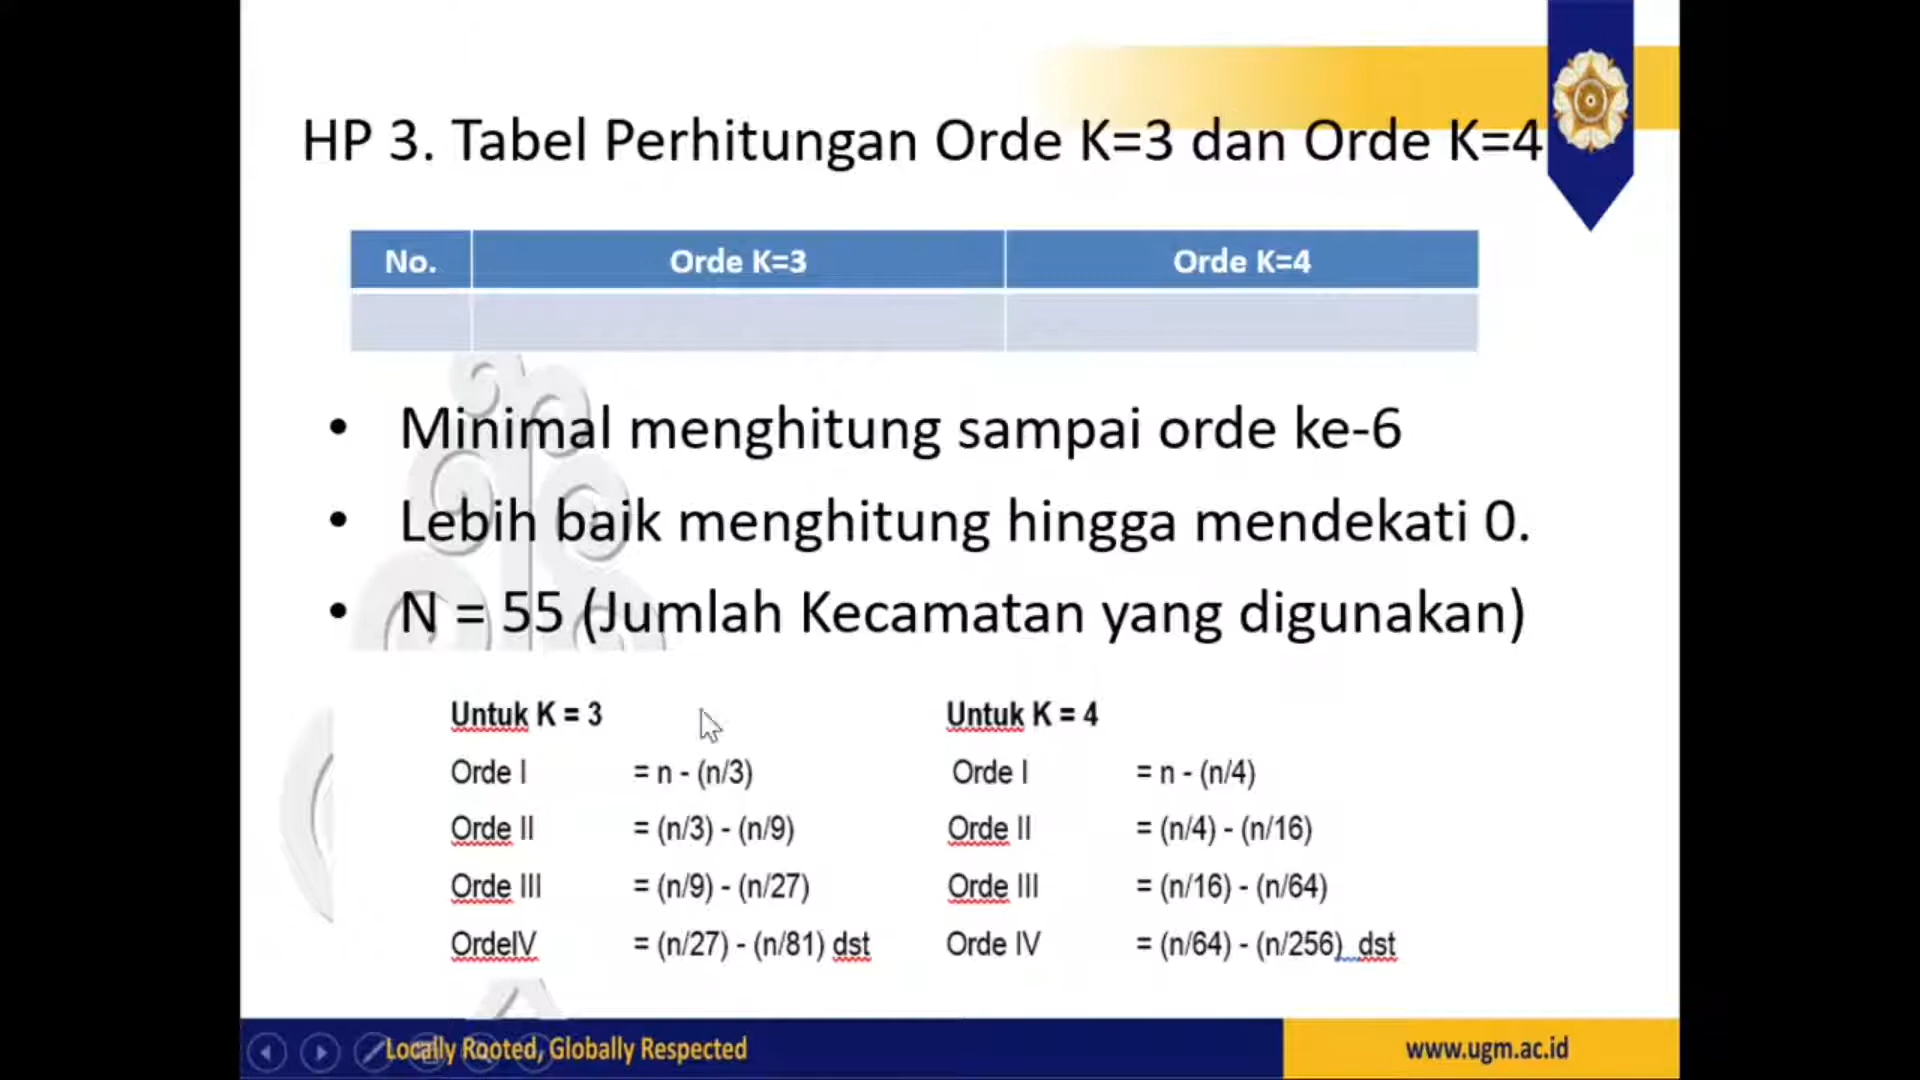 HP 3. Tabel Perhitungan Orde K=3 dan Orde K=4
No. Orde K=3 Orde K=4
• Minimal menghitung sampai orde ke-6
• Lebih baik menghitung hingga mendekati 0.
• N = 55 (Jumlah Kecamatan yang digunakan)
Untuk K = 3 Untuk K = 4
Orde I = n - (n/3) Orde I = n - (n/4)
Orde II = (n/3) - (n/9) Orde II = (n/4) - (n/16)
Orde III = (n/9) - (n/27) Orde III = (n/16) - (n/64)
OrdeIV = (n/27) - (n/81) dst Orde IV = (n/64) - (n/256) dst
Locally Rooted, Globally Respected www.ugm.ac.id